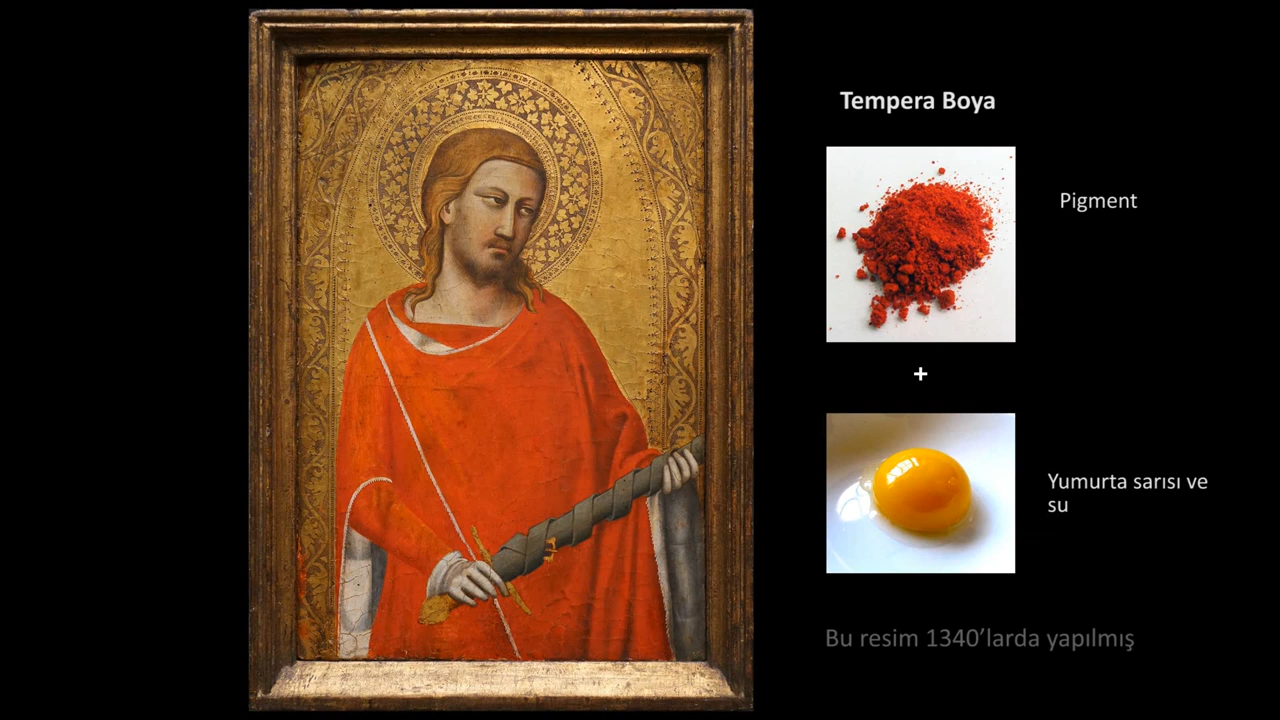 Tempera Boya
Pigment
+
Yumurta sarısı ve
su
Bu resim 1340’larda yapılmış